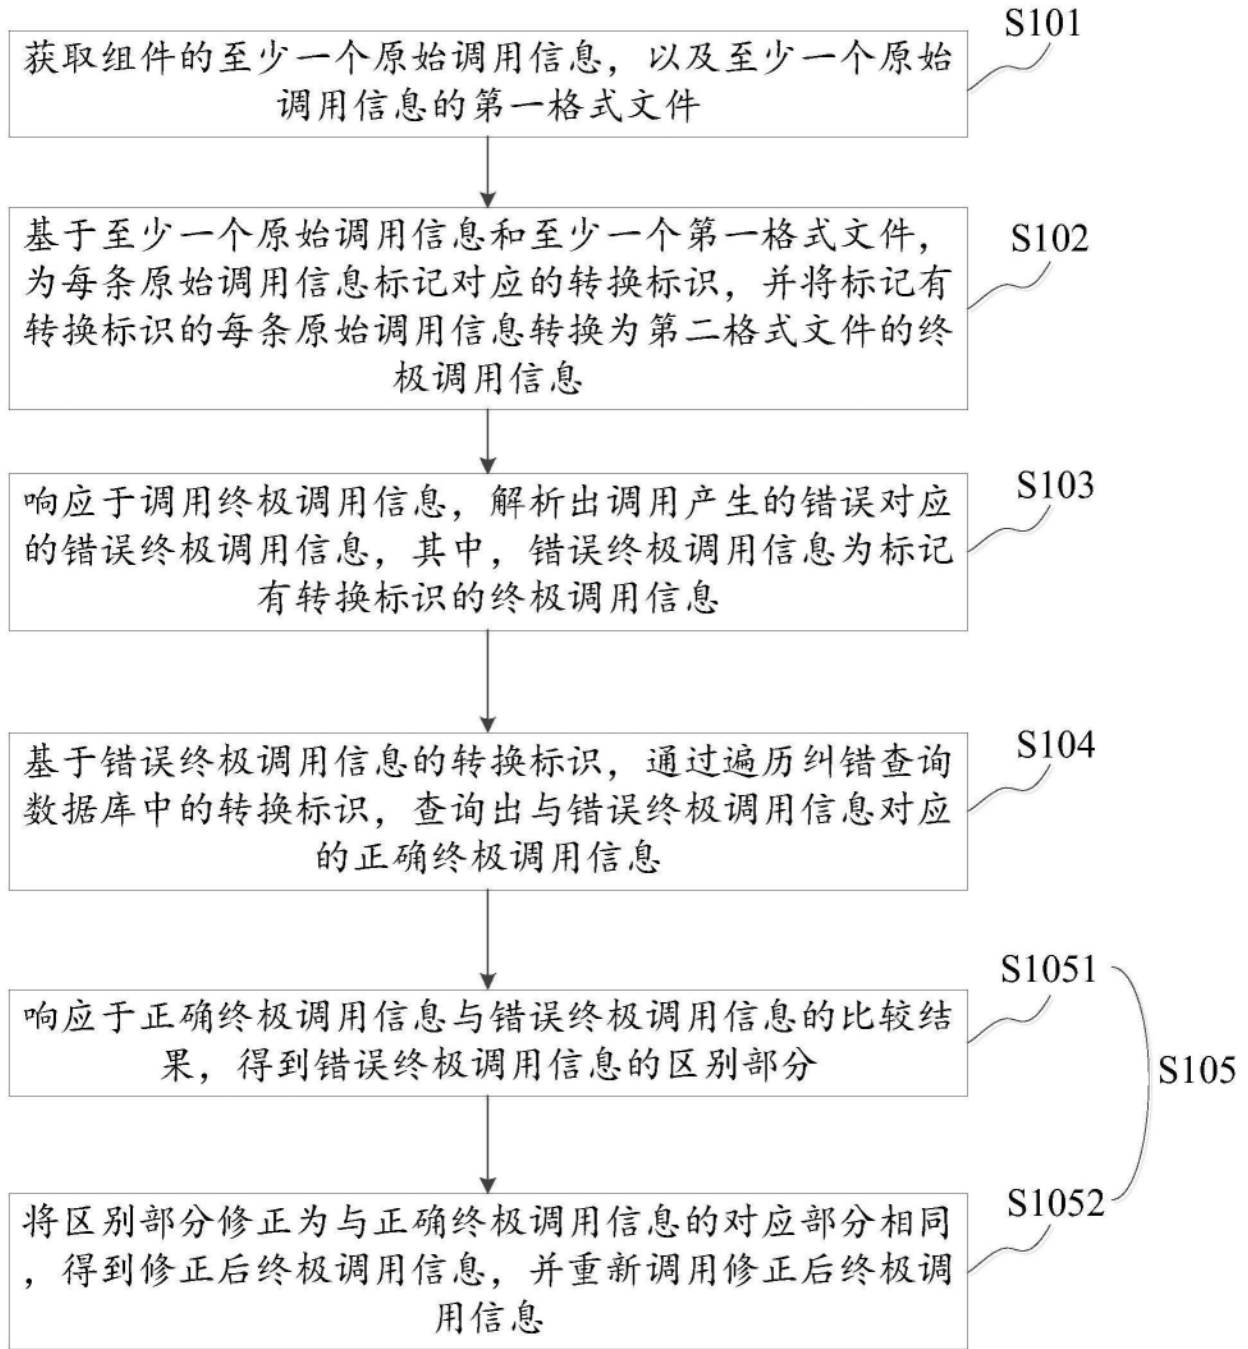 S101
获取组件的至少一个原始调用信息，以及至少一个原始
调用信息的第一格式文件
S102
基于至少一个原始调用信息和至少一个第一格式文件，
为每条原始调用信息标记对应的转换标识，并将标记有
转换标识的每条原始调用信息转换为第二格式文件的终
极调用信息
S103
响应于调用终极调用信息，解析出调用产生的错误对应
的错误终极调用信息，其中，错误终极调用信息为标记
有转换标识的终极调用信息
S104
基于错误终极调用信息的转换标识，通过遍历纠错查询
数据库中的转换标识，查询出与错误终极调用信息对应
的正确终极调用信息
S1051
响应于正确终极调用信息与错误终极调用信息的比较结
果，得到错误终极调用信息的区别部分
S105
S1052
将区别部分修正为与正确终极调用信息的对应部分相同
，得到修正后终极调用信息，并重新调用修正后终极调
用信息